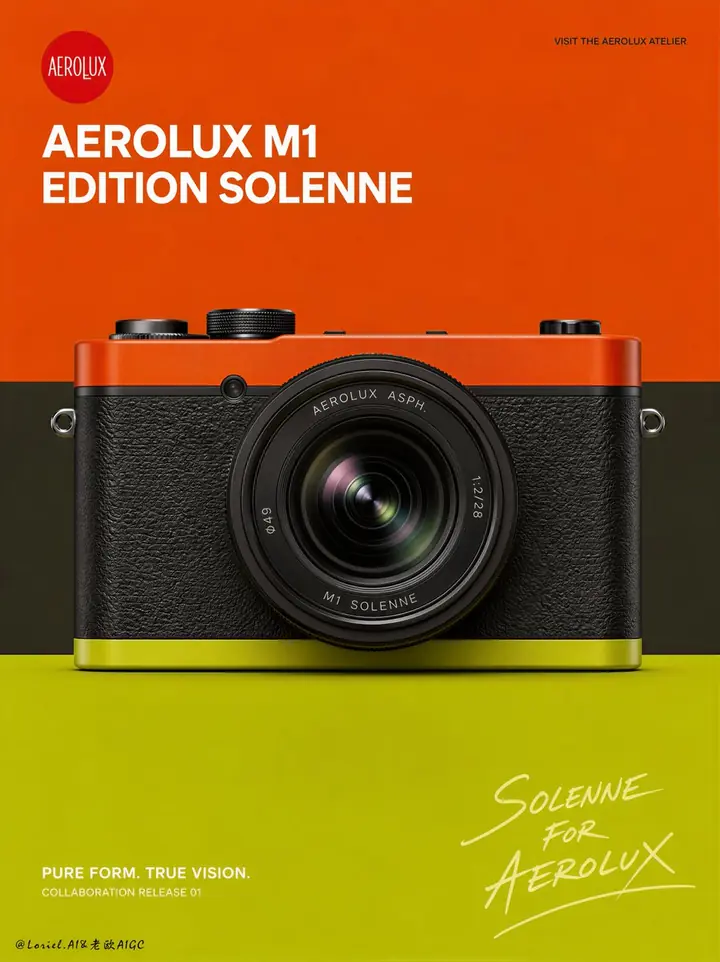 AEROLUX
VISIT THE AEROLUX ATELIER
AEROLUX M1
EDITION SOLENNE
AEROLUX ASPH.
1:2/28
Ø49
M1 SOLENNE
SOLENNE
FOR
AEROLUX
PURE FORM. TRUE VISION.
COLLABORATION RELEASE 01
@Loriel.AI&老欧AIGC